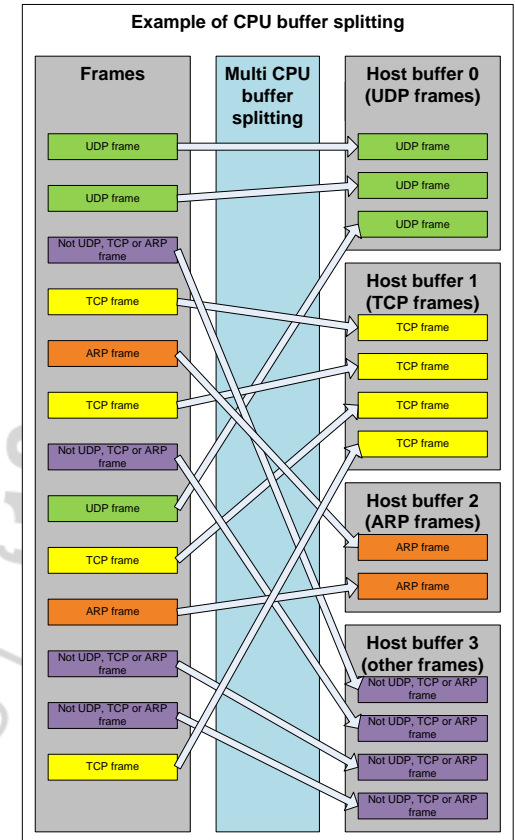 Example of CPU buffer splitting
Frames
UDP frame
UDP frame
Not UDP, TCP or ARP
frame
TCP frame
ARP frame
TCP frame
Not UDP, TCP or ARP
frame
UDP frame
TCP frame
ARP frame
Not UDP, TCP or ARP
frame
Not UDP, TCP or ARP
frame
TCP frame
Multi CPU
buffer
splitting
Host buffer 0
(UDP frames)
UDP frame
UDP frame
UDP frame
Host buffer 1
(TCP frames)
TCP frame
TCP frame
TCP frame
TCP frame
Host buffer 2
(ARP frames)
ARP frame
ARP frame
Host buffer 3
(other frames)
Not UDP, TCP or ARP
frame
Not UDP, TCP or ARP
frame
Not UDP, TCP or ARP
frame
Not UDP, TCP or ARP
frame